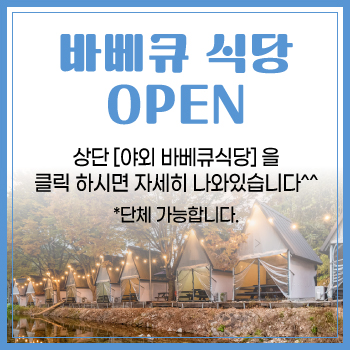 바베큐 식당
OPEN
상단 [야외 바베큐식당] 을
클릭 하시면 자세히 나와있습니다^^
*단체 가능합니다.